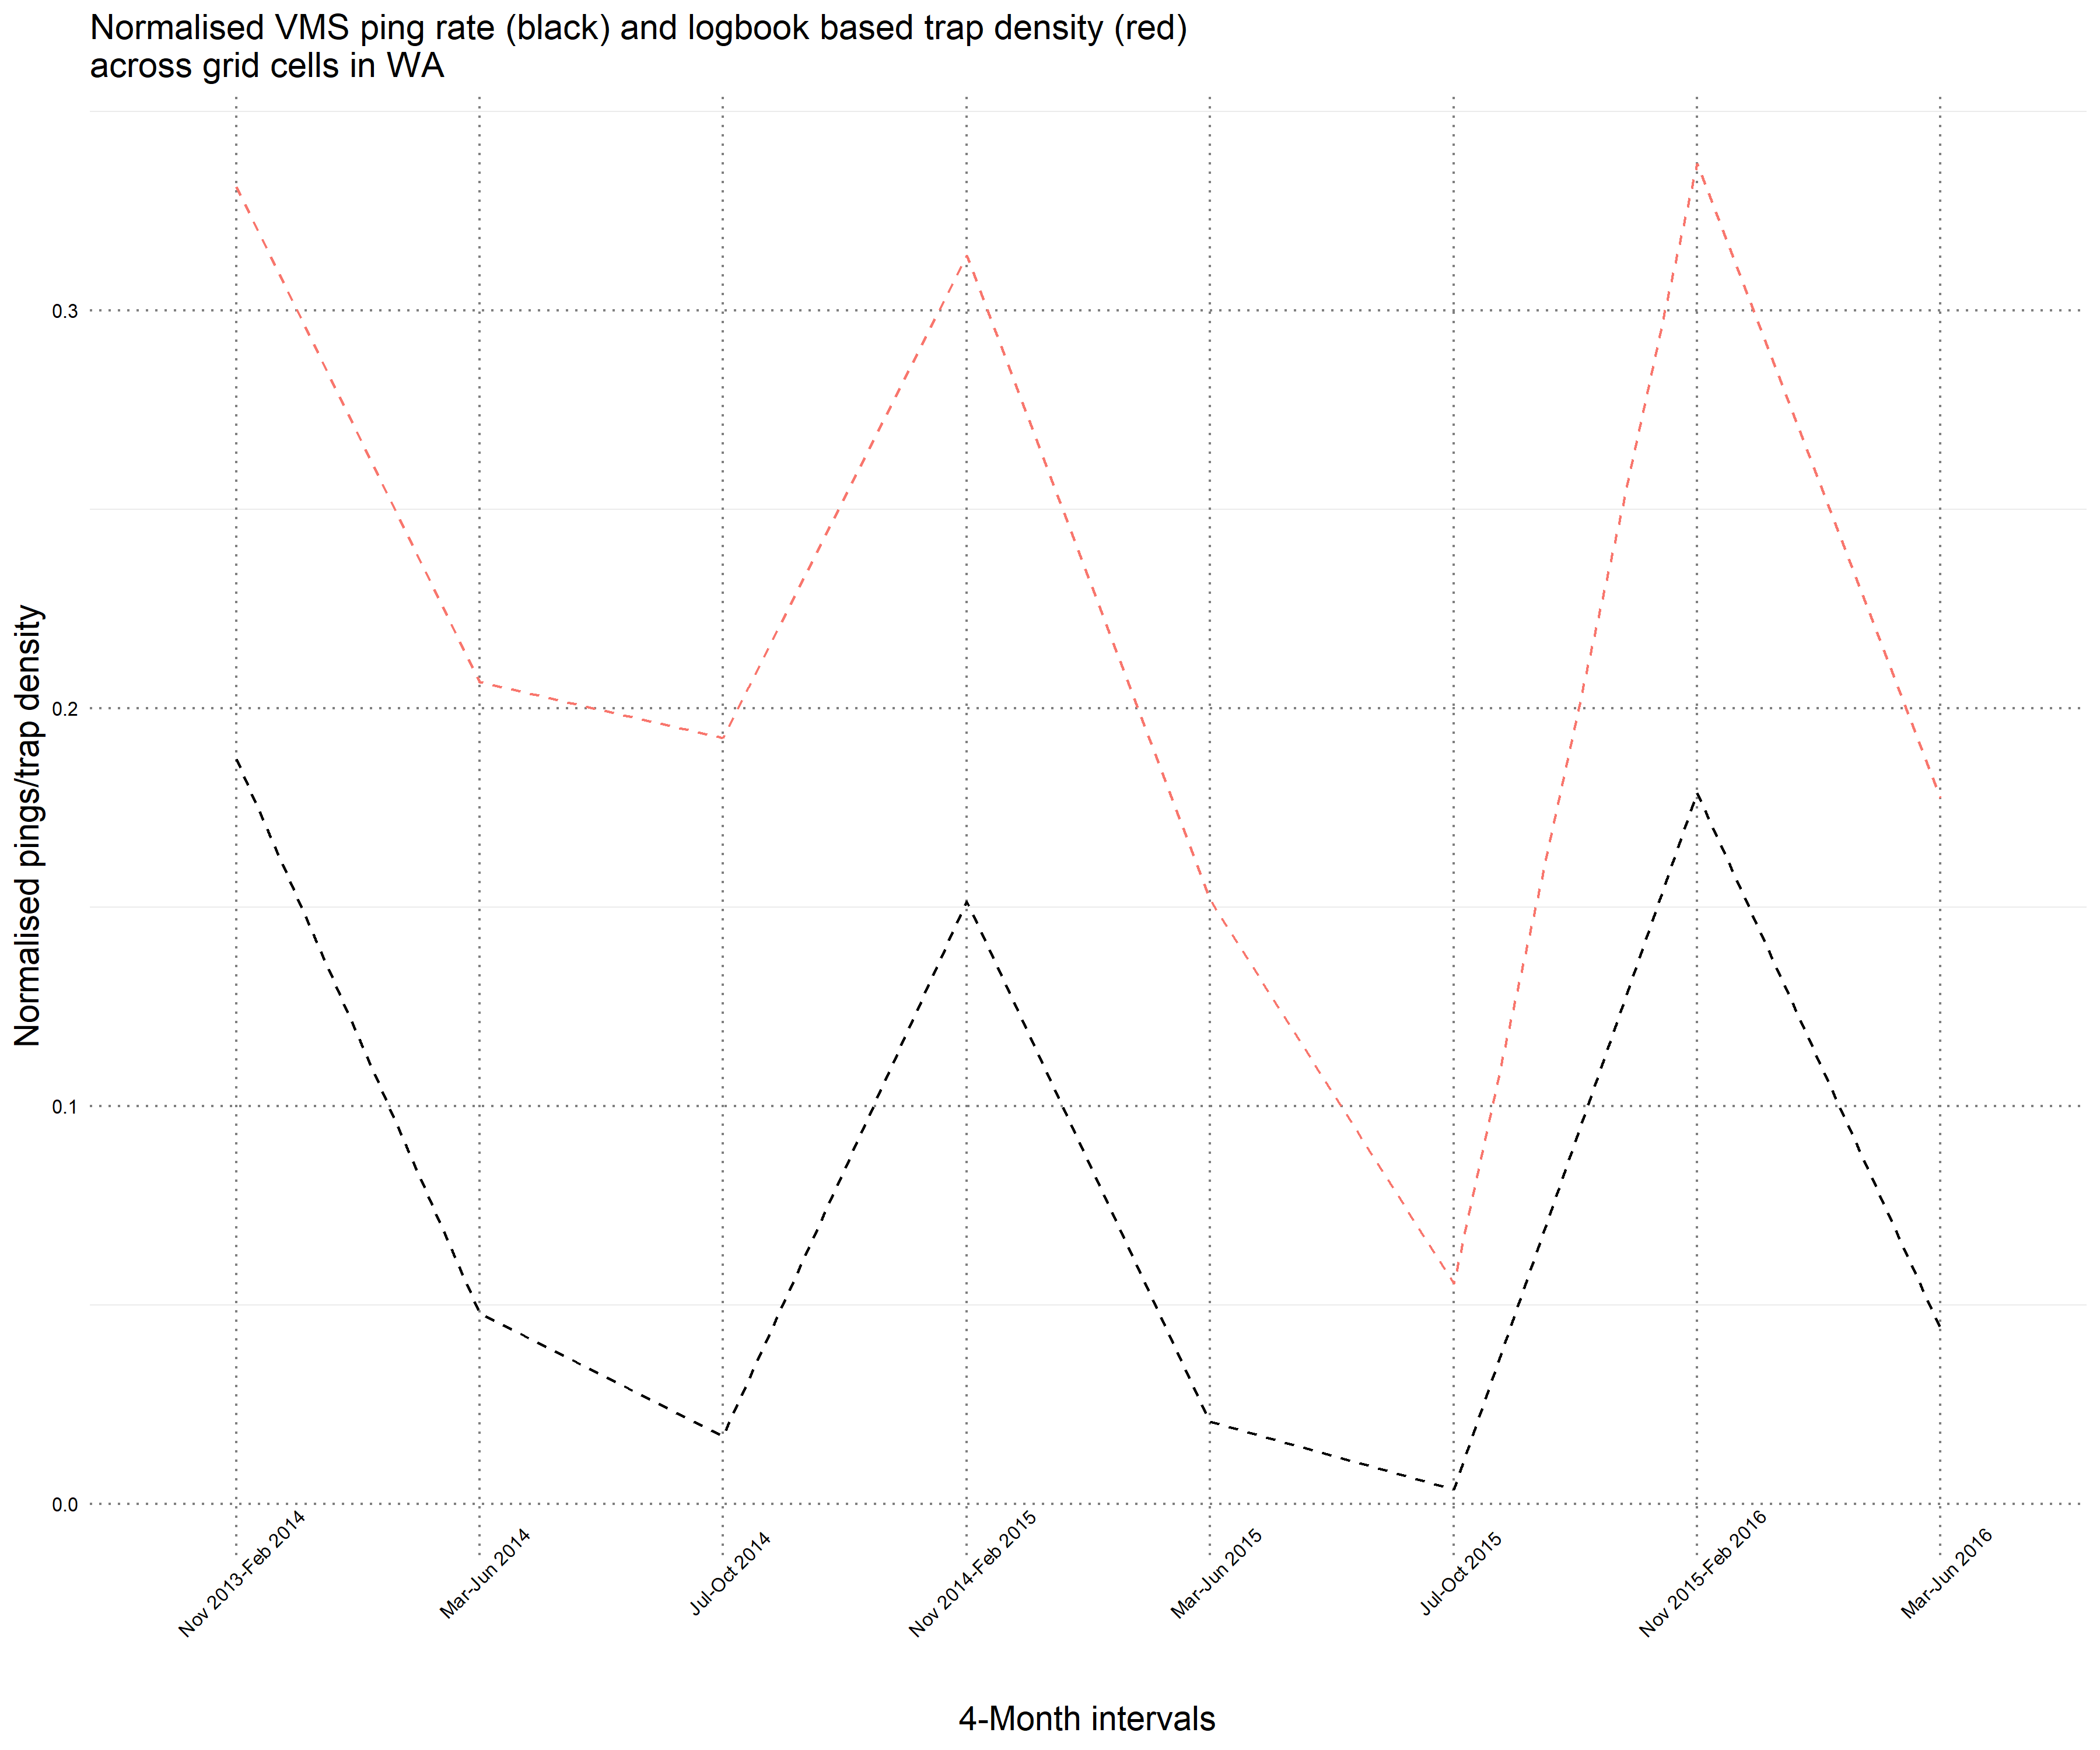 Normalised VMS ping rate (black) and logbook based trap density (red)
across grid cells in WA
Normalised pings/trap density
0.3
0.2
0.1
0.0
Nov 2013-Feb 2014
Mar-Jun 2014
Jul-Oct 2014
Nov 2014-Feb 2015
Mar-Jun 2015
Jul-Oct 2015
Nov 2015-Feb 2016
Mar-Jun 2016
4-Month intervals